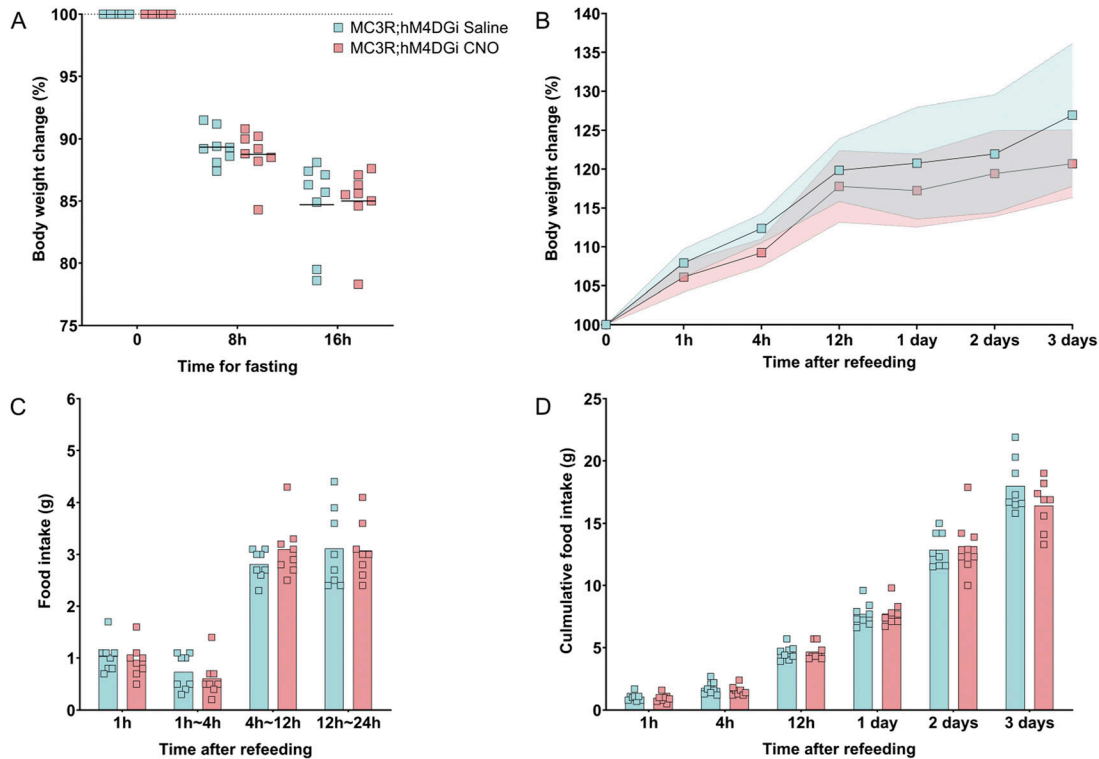 A
MC3R;hM4DGi Saline
MC3R;hM4DGi CNO
Body weight change (%)
100
95
90
85
80
75
0
8h
16h
Time for fasting
B
Body weight change (%)
140
135
130
125
120
115
110
105
100
0
1h
4h
12h
1 day
2 days
3 days
Time after refeeding
C
Food intake (g)
6
5
4
3
2
1
0
1h
1h~4h
4h~12h
12h~24h
Time after refeeding
D
Culmulative food intake (g)
25
20
15
10
5
0
1h
4h
12h
1 day
2 days
3 days
Time after refeeding